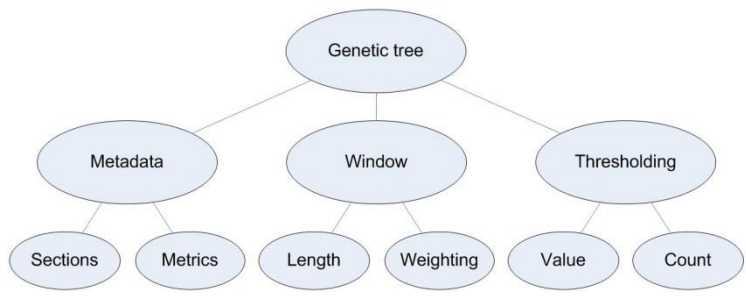 Genetic tree
Metadata
Window
Thresholding
Sections
Metrics
Length
Weighting
Value
Count